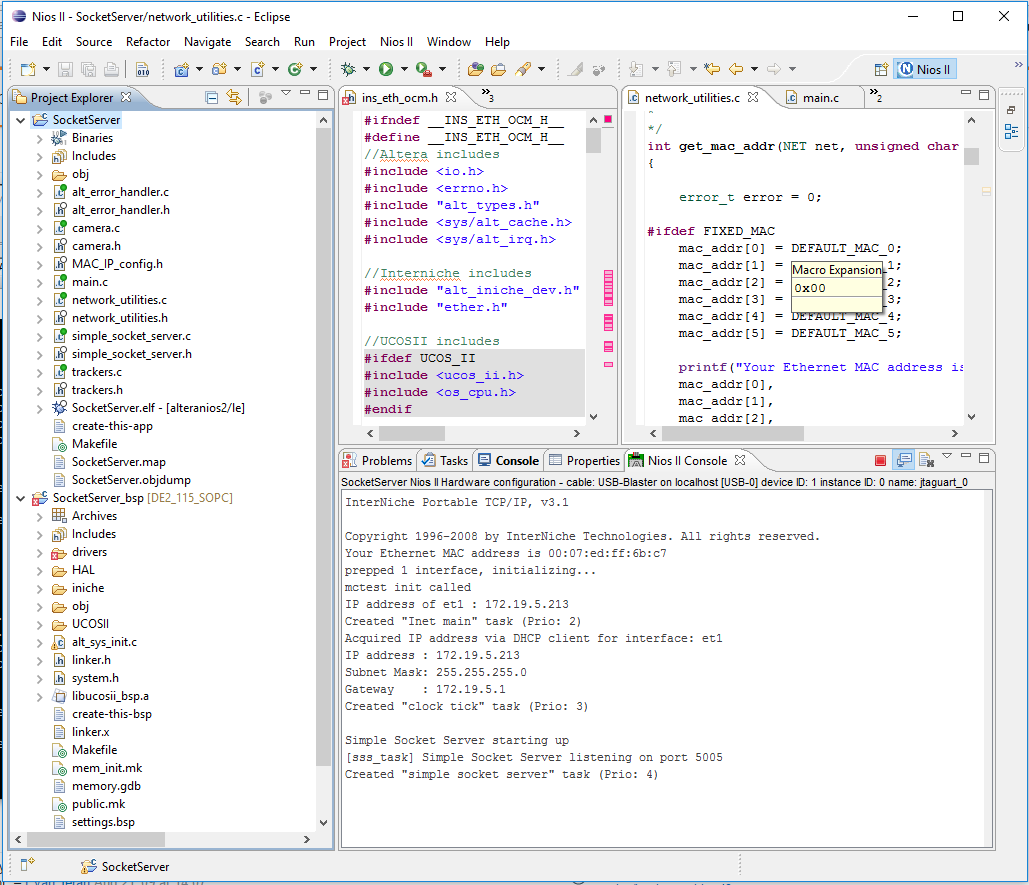 Nios II - SocketServer/network_utilities.c - Eclipse
File Edit Source Refactor Navigate Search Run Project Nios II Window Help
010
Nios II
Project Explorer
SocketServer
Binaries
Includes
obj
alt_error_handler.c
alt_error_handler.h
camera.c
camera.h
MAC_IP_config.h
main.c
network_utilities.c
network_utilities.h
simple_socket_server.c
simple_socket_server.h
trackers.c
trackers.h
SocketServer.elf - [alteranios2/le]
create-this-app
Makefile
SocketServer.map
SocketServer.objdump
SocketServer_bsp [DE2_115_SOPC]
Archives
Includes
drivers
HAL
iniche
obj
UCOSII
alt_sys_init.c
linker.h
system.h
libucosii_bsp.a
create-this-bsp
linker.x
Makefile
mem_init.mk
memory.gdb
public.mk
settings.bsp
ins_eth_ocm.h
»3
#ifndef __INS_ETH_OCM_H__
#define __INS_ETH_OCM_H__
//Altera includes
#include <io.h>
#include <errno.h>
#include "alt_types.h"
#include <sys/alt_cache.h>
#include <sys/alt_irq.h>
//Interniche includes
#include "alt_iniche_dev.h"
#include "ether.h"
//UCOSII includes
#ifdef UCOS_II
#include <ucos_ii.h>
#include <os_cpu.h>
#endif
network_utilities.c
main.c
»2
*/
int get_mac_addr(NET net, unsigned char
{
error_t error = 0;
#ifdef FIXED_MAC
mac_addr[0] = DEFAULT_MAC_0;
mac_addr[1] = _1;
mac_addr[2] = _2;
mac_addr[3] = _3;
mac_addr[4] = DEFAULT_MAC_4;
mac_addr[5] = DEFAULT_MAC_5;
Macro Expansion
0x00
printf("Your Ethernet MAC address is
mac_addr[0],
mac_addr[1],
mac_addr[2],
Problems Tasks Console Properties Nios II Console
SocketServer Nios II Hardware configuration - cable: USB-Blaster on localhost [USB-0] device ID: 1 instance ID: 0 name: jtaguart_0
InterNiche Portable TCP/IP, v3.1
Copyright 1996-2008 by InterNiche Technologies. All rights reserved.
Your Ethernet MAC address is 00:07:ed:ff:6b:c7
prepped 1 interface, initializing...
mctest init called
IP address of et1 : 172.19.5.213
Created "Inet main" task (Prio: 2)
Acquired IP address via DHCP client for interface: et1
IP address : 172.19.5.213
Subnet Mask: 255.255.255.0
Gateway    : 172.19.5.1
Created "clock tick" task (Prio: 3)
Simple Socket Server starting up
[sss_task] Simple Socket Server listening on port 5005
Created "simple socket server" task (Prio: 4)
SocketServer